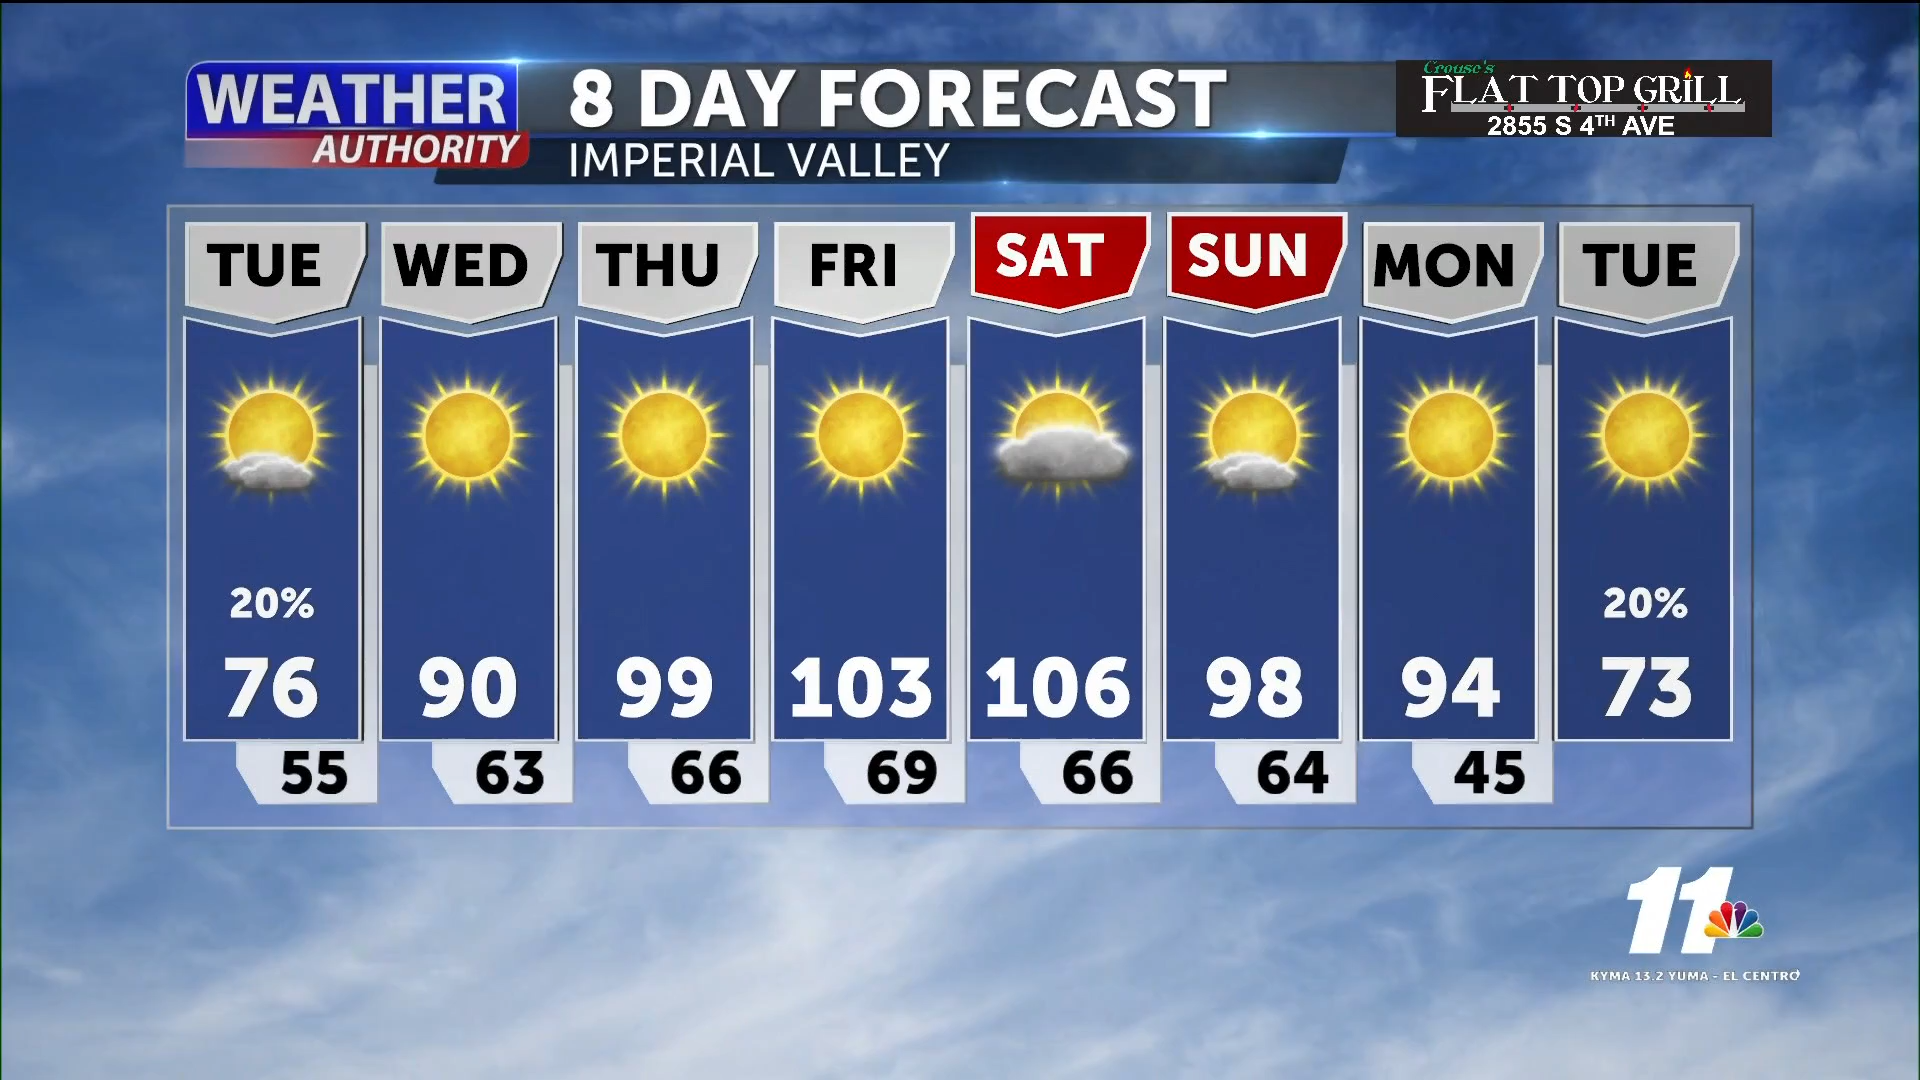 WEATHER
AUTHORITY
8 DAY FORECAST
IMPERIAL VALLEY
Crouse's
FLAT TOP GRILL
2855 S 4TH AVE
TUE WED THU FRI SAT SUN MON TUE
20% 20%
76 90 99 103 106 98 94 73
55 63 66 69 66 64 45
11
KYMA 13.2 YUMA - EL CENTRO